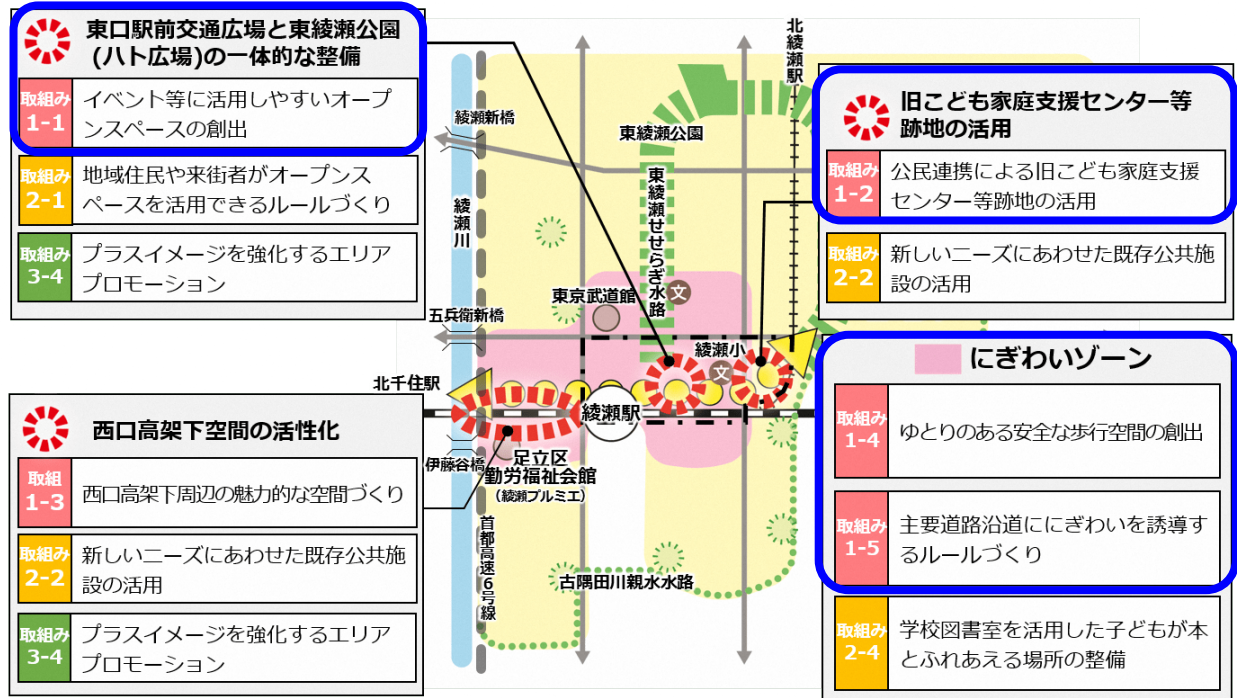 東口駅前交通広場と東綾瀬公園
(ハト広場)の一体的な整備
取組み
1-1
イベント等に活用しやすいオープ
ンスペースの創出
取組み
2-1
地域住民や来街者がオープンス
ペースを活用できるルールづくり
取組み
3-4
プラスイメージを強化するエリア
プロモーション
西口高架下空間の活性化
取組
1-3
西口高架下周辺の魅力的な空間づくり
取組み
2-2
新しいニーズにあわせた既存公共施
設の活用
取組み
3-4
プラスイメージを強化するエリア
プロモーション
北綾瀬駅
綾瀬新橋
東綾瀬公園
東綾瀬せせらぎ水路
綾瀬川
東京武道館
文
五兵衛新橋
綾瀬小
文
北千住駅
綾瀬駅
伊藤谷橋
足立区
勤労福祉会館
(綾瀬プルミエ)
首都高速6号線
古隅田川親水水路
旧こども家庭支援センター等
跡地の活用
取組み
1-2
公民連携による旧こども家庭支援
センター等跡地の活用
取組み
2-2
新しいニーズにあわせた既存公共施
設の活用
にぎわいゾーン
取組み
1-4
ゆとりのある安全な歩行空間の創出
取組み
1-5
主要道路沿道ににぎわいを誘導す
るルールづくり
取組み
2-4
学校図書室を活用した子どもが本
とふれあえる場所の整備